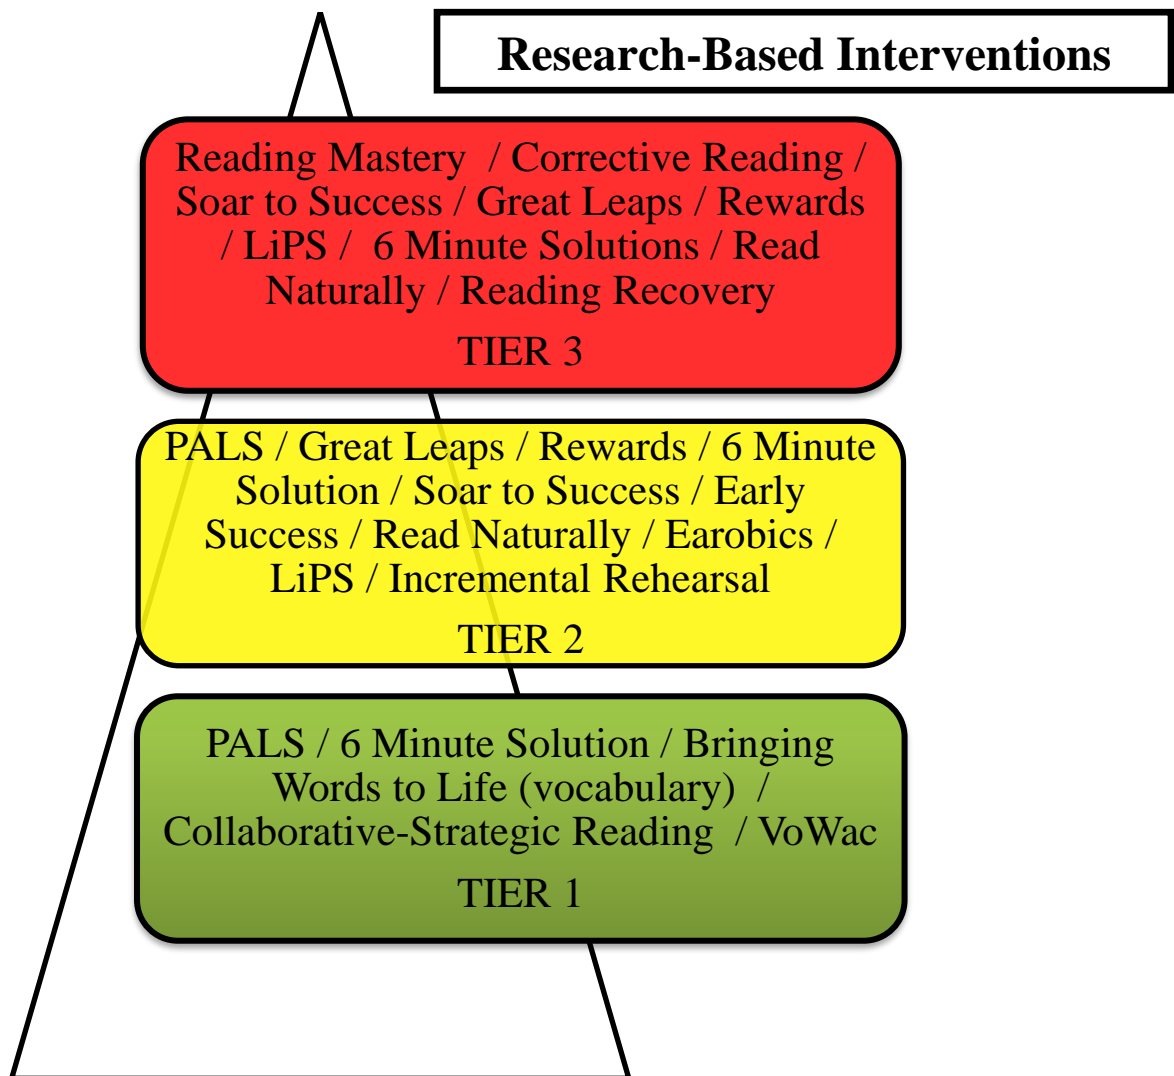 Research-Based Interventions
Reading Mastery / Corrective Reading /
Soar to Success / Great Leaps / Rewards
/ LiPS / 6 Minute Solutions / Read
Naturally / Reading Recovery
TIER 3
PALS / Great Leaps / Rewards / 6 Minute
Solution / Soar to Success / Early
Success / Read Naturally / Earobics /
LiPS / Incremental Rehearsal
TIER 2
PALS / 6 Minute Solution / Bringing
Words to Life (vocabulary) /
Collaborative-Strategic Reading / VoWac
TIER 1